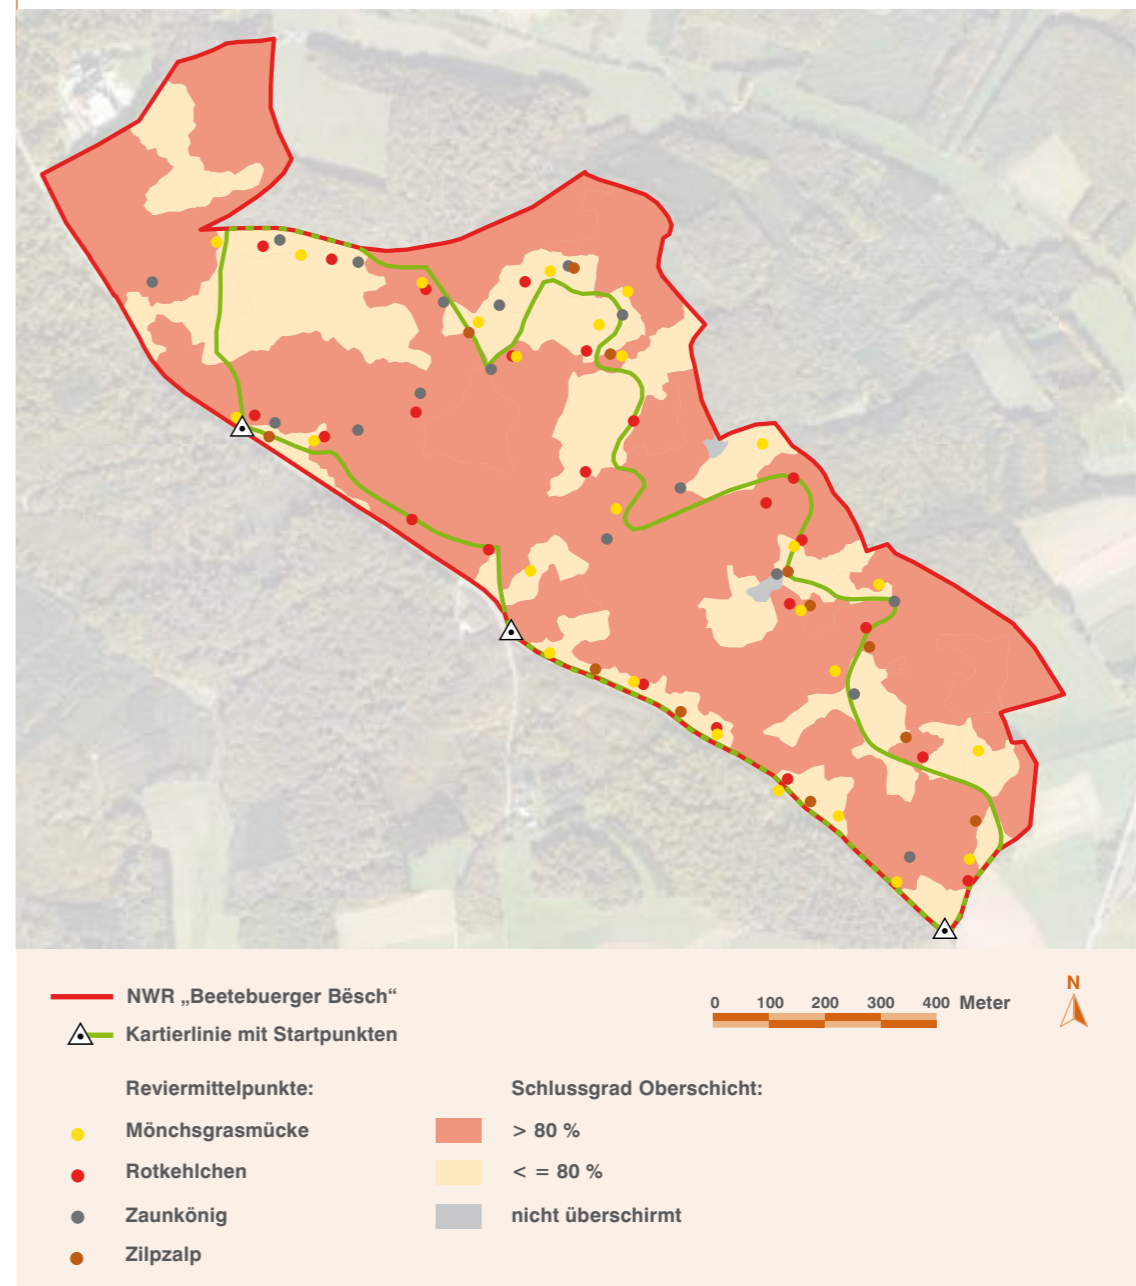 NWR „Beetebuerger Bësch“
Kartierlinie mit Startpunkten
0 100 200 300 400 Meter
N
Reviermittelpunkte:
Mönchsgrasmücke
Rotkehlchen
Zaunkönig
Zilpzalp
Schlussgrad Oberschicht:
> 80 %
< = 80 %
nicht überschirmt